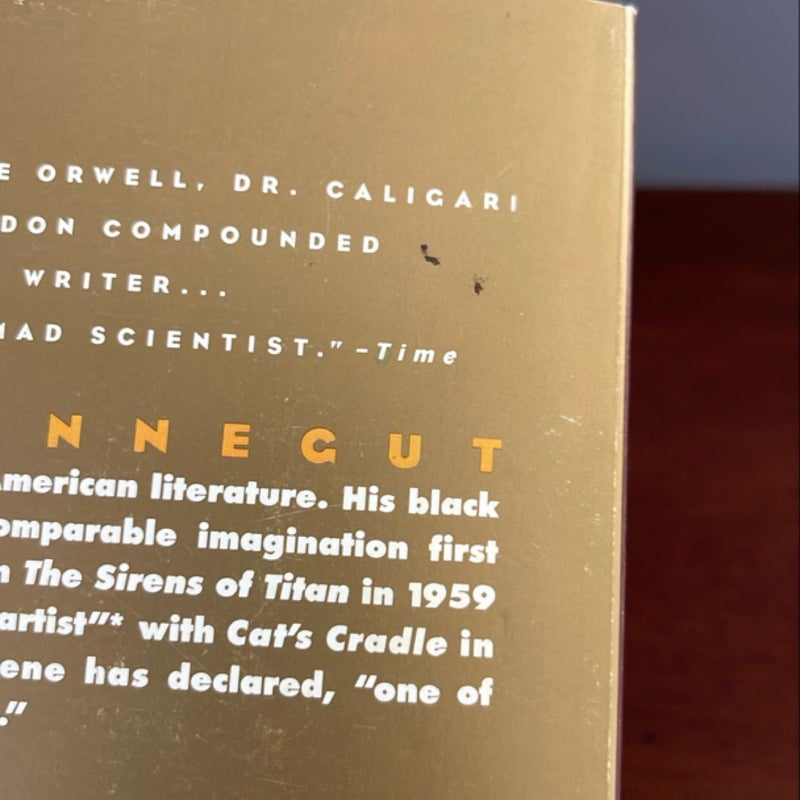 E ORWELL, DR. CALIGARI
DON COMPOUNDED
WRITER...
MAD SCIENTIST." –Time
NNEGUT
American literature. His black
omparable imagination first
n The Sirens of Titan in 1959
artist"* with Cat's Cradle in
ene has declared, "one of
."